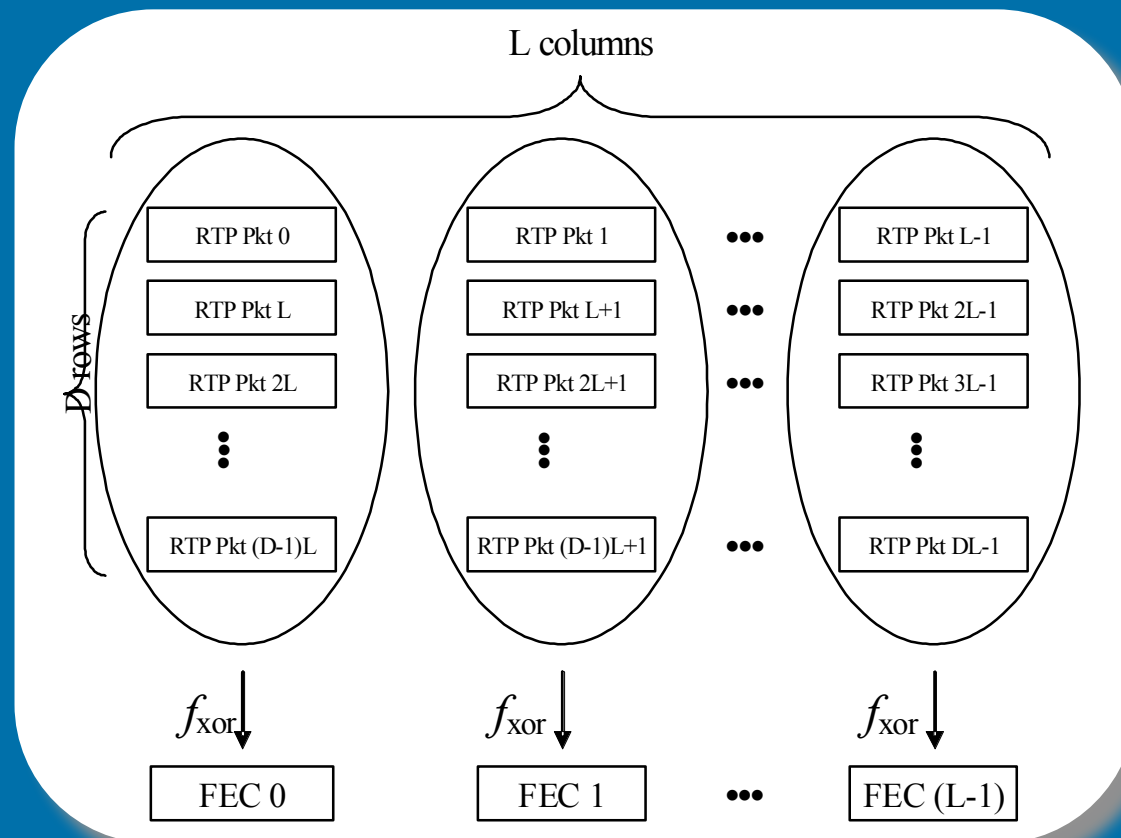 L columns
D rows
RTP Pkt 0 RTP Pkt 1 ••• RTP Pkt L-1
RTP Pkt L RTP Pkt L+1 ••• RTP Pkt 2L-1
RTP Pkt 2L RTP Pkt 2L+1 ••• RTP Pkt 3L-1
RTP Pkt (D-1)L RTP Pkt (D-1)L+1 ••• RTP Pkt DL-1
fxor fxor fxor
FEC 0 FEC 1 ••• FEC (L-1)